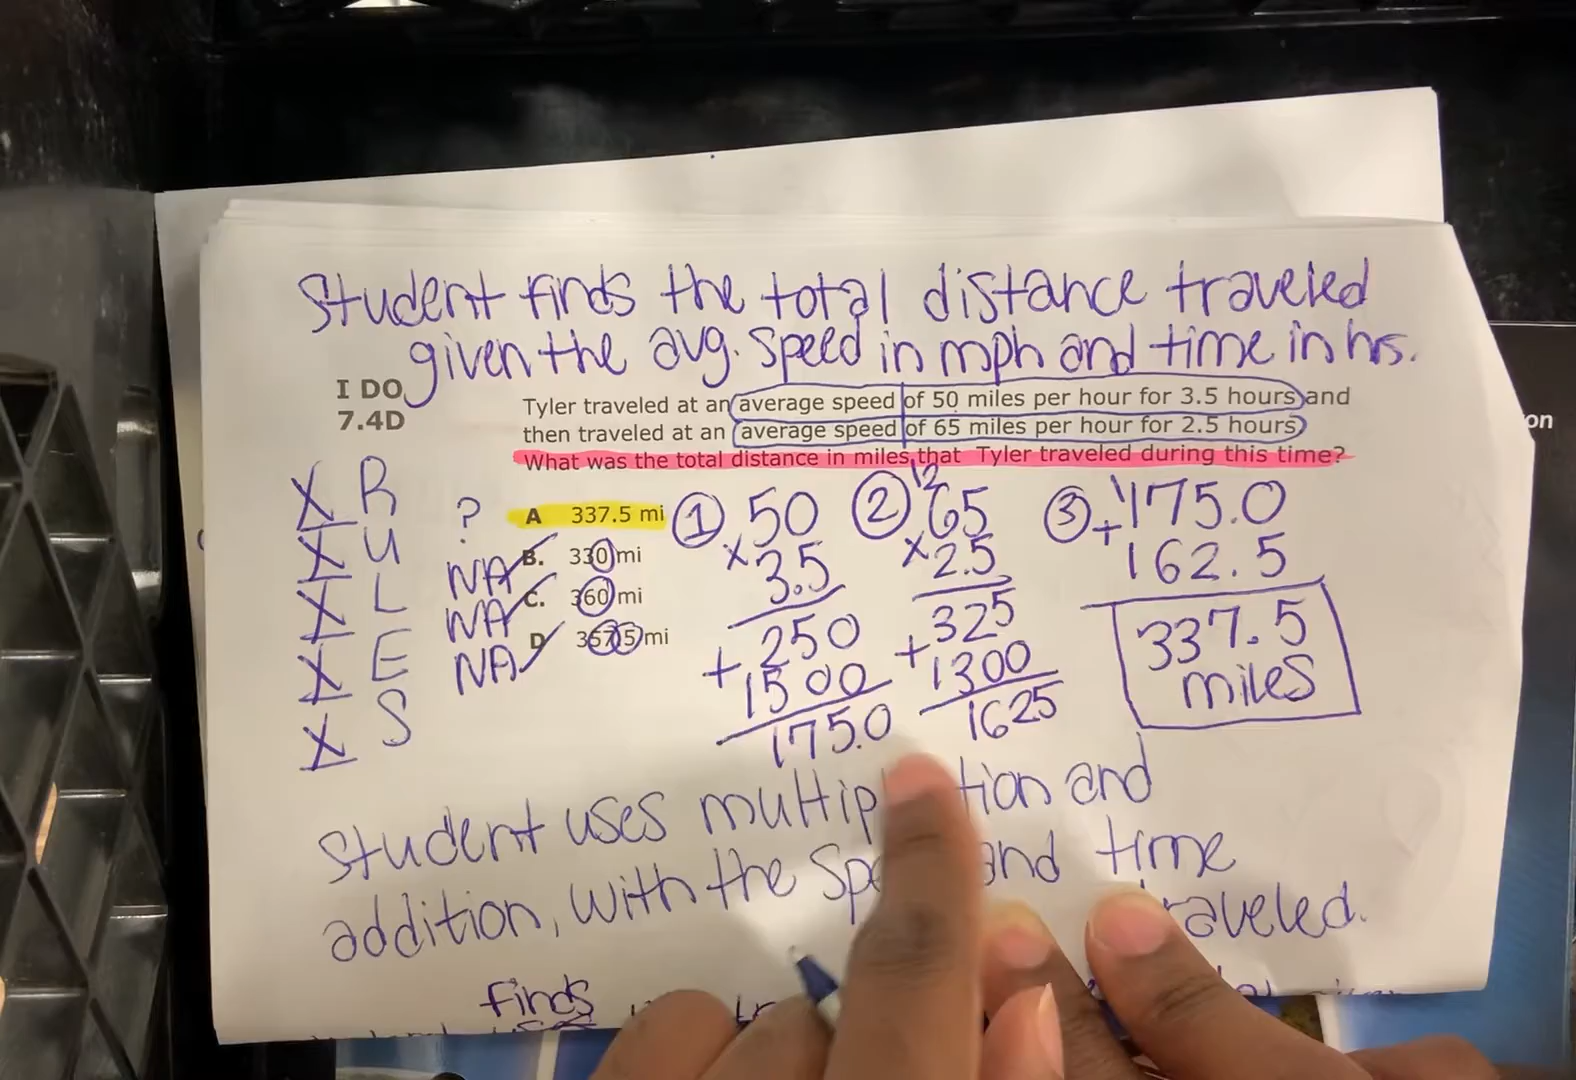 Student finds the total distance traveled
given the avg. speed in mph and time in hrs.
I DO
7.4D
Tyler traveled at an average speed of 50 miles per hour for 3.5 hours and
then traveled at an average speed of 65 miles per hour for 2.5 hours
What was the total distance in miles that Tyler traveled during this time?
X R
X U
X L
X E
X S
? A 337.5 mi
NA B. 330 mi
NA C. 360 mi
NA D 357.5 mi
1 50
x 3.5
250
+ 1500
175.0
2 12
65
x 2.5
325
+ 1300
1625
3 1
175.0
+ 162.5
337.5
miles
Student uses and
addition, with the and time
finds
on